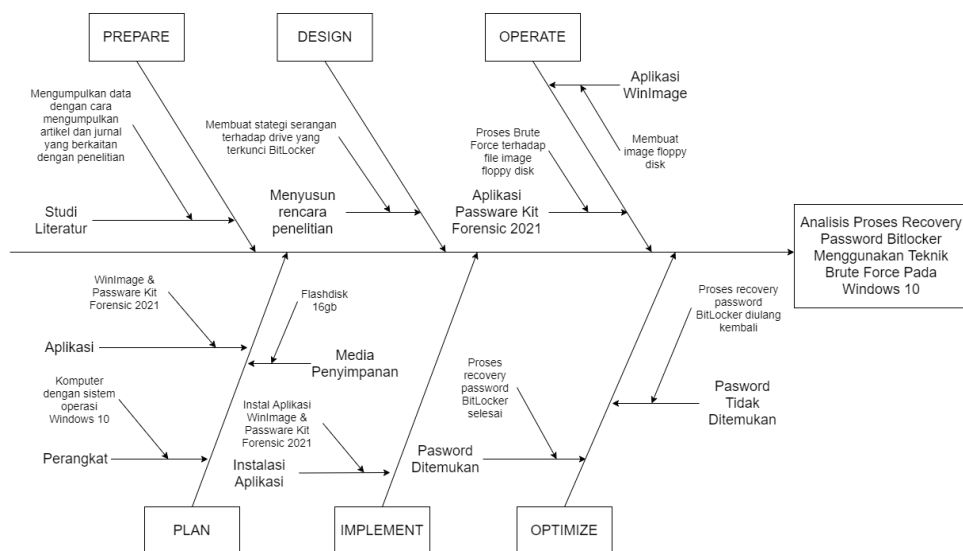 PREPARE
DESIGN
OPERATE
Mengumpulkan data
dengan cara
mengumpulkan
artikel dan jurnal
yang berkaitan
dengan penelitian
Studi
Literatur
Membuat stategi serangan
terhadap drive yang
terkunci BitLocker
Menyusun
rencara
penelitian
Aplikasi
WinImage
Membuat
image floppy
disk
Proses Brute
Force terhadap
file image
floppy disk
Aplikasi
Passware Kit
Forensic 2021
Analisis Proses Recovery
Password Bitlocker
Menggunakan Teknik
Brute Force Pada
Windows 10
WinImage &
Passware Kit
Forensic 2021
Aplikasi
Flashdisk
16gb
Media
Penyimpanan
Komputer
dengan sistem
operasi
Windows 10
Perangkat
Instal Aplikasi
WinImage &
Passware Kit
Forensic 2021
Instalasi
Aplikasi
Proses
recovery
password
BitLocker
selesai
Pasword
Ditemukan
Proses recovery
password
BitLocker diulang
kembali
Pasword
Tidak
Ditemukan
PLAN
IMPLEMENT
OPTIMIZE